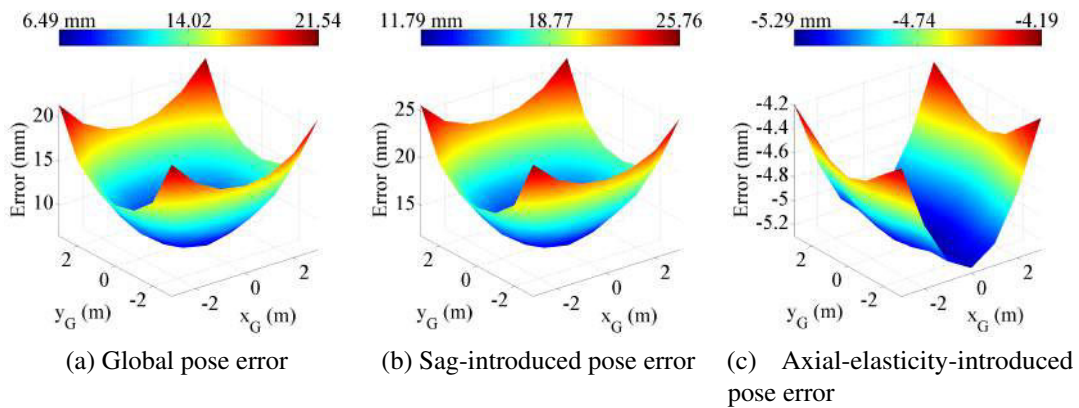 6.49 mm 14.02 21.54
11.79 mm 18.77 25.76
-5.29 mm -4.74 -4.19
Error (mm)
20
15
10
2
0
-2
y_G (m)
-2
0
2
x_G (m)
Error (mm)
25
20
15
2
0
-2
y_G (m)
-2
0
2
x_G (m)
Error (mm)
-4.2
-4.4
-4.6
-4.8
-5
-5.2
2
0
-2
y_G (m)
-2
0
2
x_G (m)
(a) Global pose error
(b) Sag-introduced pose error
(c) Axial-elasticity-introduced
pose error